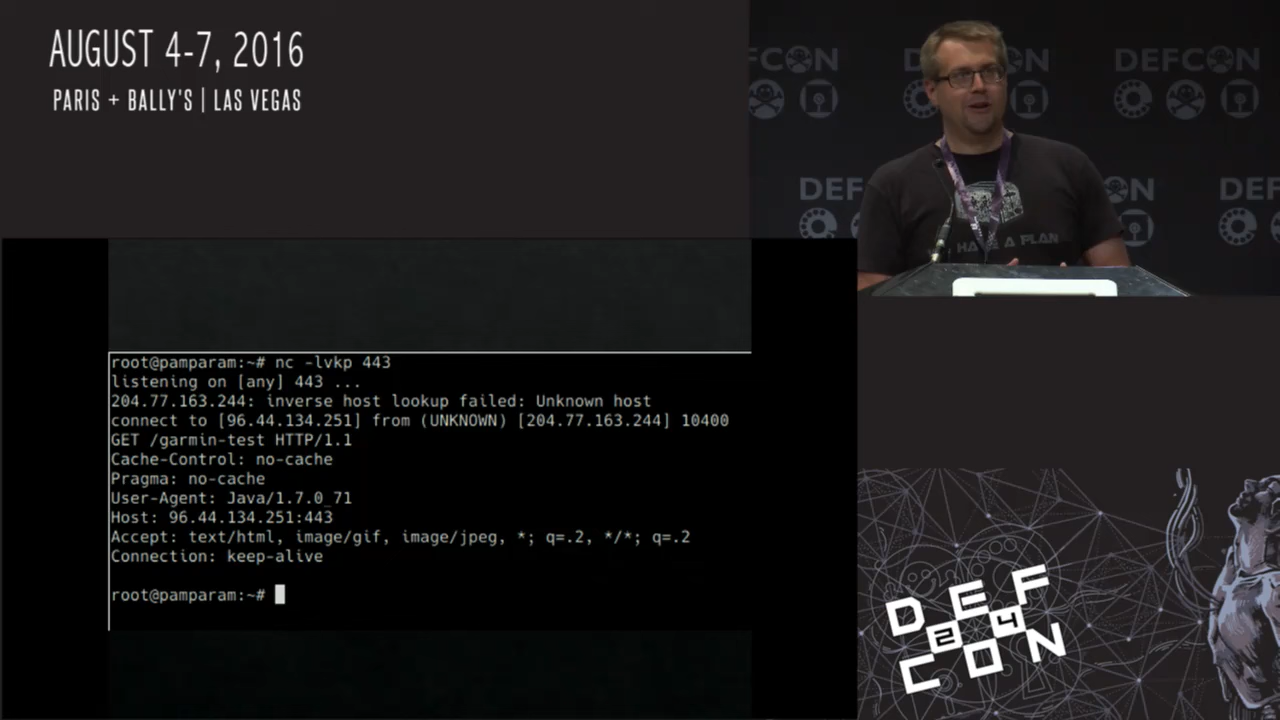 AUGUST 4-7, 2016
PARIS + BALLY'S | LAS VEGAS
DEFCON
DEFCON
HAVE A PLAN
root@pamparam:~# nc -lvkp 443
listening on [any] 443 ...
204.77.163.244: inverse host lookup failed: Unknown host
connect to [96.44.134.251] from (UNKNOWN) [204.77.163.244] 10400
GET /garmin-test HTTP/1.1
Cache-Control: no-cache
Pragma: no-cache
User-Agent: Java/1.7.0_71
Host: 96.44.134.251:443
Accept: text/html, image/gif, image/jpeg, *; q=.2, */*; q=.2
Connection: keep-alive
root@pamparam:~#
DEF
24
CON